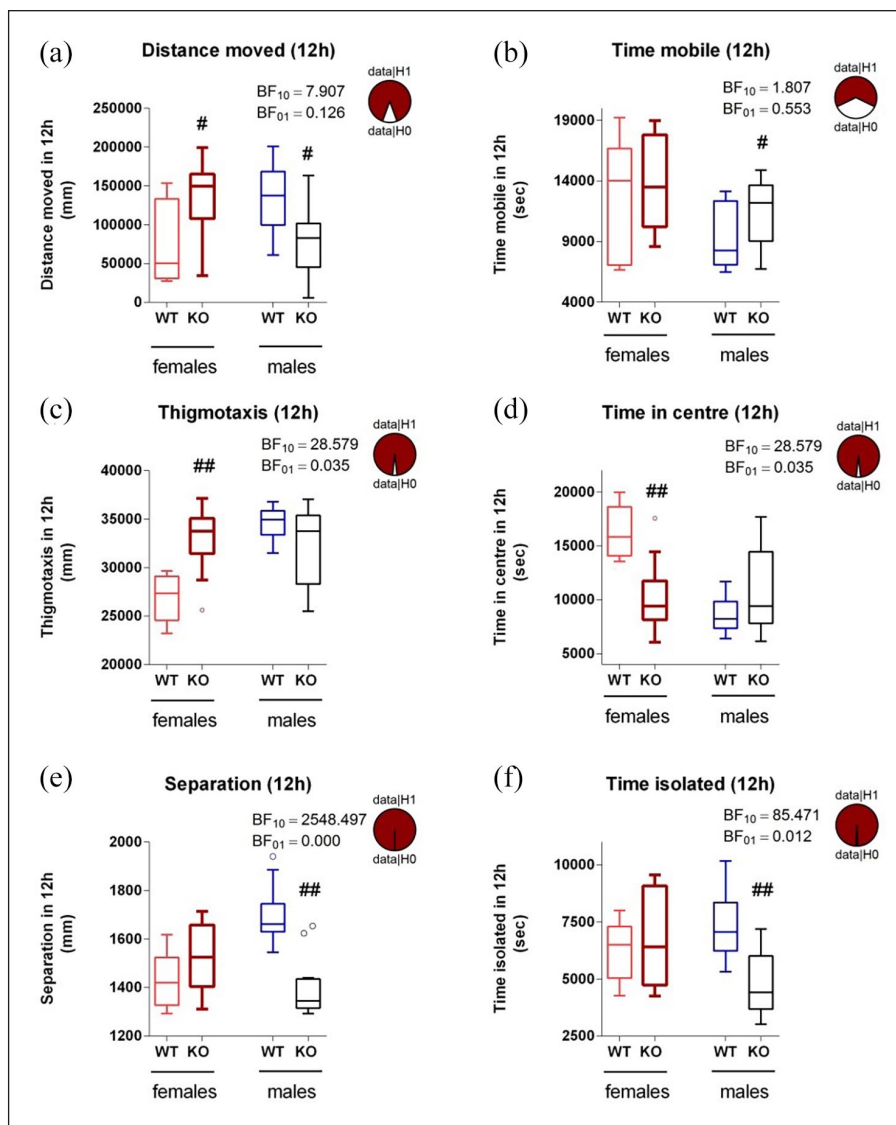 (a)
Distance moved (12h)
data|H1
BF10 = 7.907
BF01 = 0.126
data|H0
Distance moved in 12h
(mm)
250000
200000
150000
100000
50000
0
#
#
WT KO WT KO
females males
(b)
Time mobile (12h)
data|H1
BF10 = 1.807
BF01 = 0.553
data|H0
Time mobile in 12h
(sec)
19000
14000
9000
4000
#
WT KO WT KO
females males
(c)
Thigmotaxis (12h)
data|H1
BF10 = 28.579
BF01 = 0.035
data|H0
Thigmotaxis in 12h
(mm)
40000
35000
30000
25000
20000
##
WT KO WT KO
females males
(d)
Time in centre (12h)
data|H1
BF10 = 28.579
BF01 = 0.035
data|H0
Time in centre in 12h
(sec)
20000
15000
10000
5000
##
WT KO WT KO
females males
(e)
Separation (12h)
data|H1
BF10 = 2548.497
BF01 = 0.000
data|H0
Separation in 12h
(mm)
2000
1800
1600
1400
1200
##
WT KO WT KO
females males
(f)
Time isolated (12h)
data|H1
BF10 = 85.471
BF01 = 0.012
data|H0
Time isolated in 12h
(sec)
10000
7500
5000
2500
##
WT KO WT KO
females males